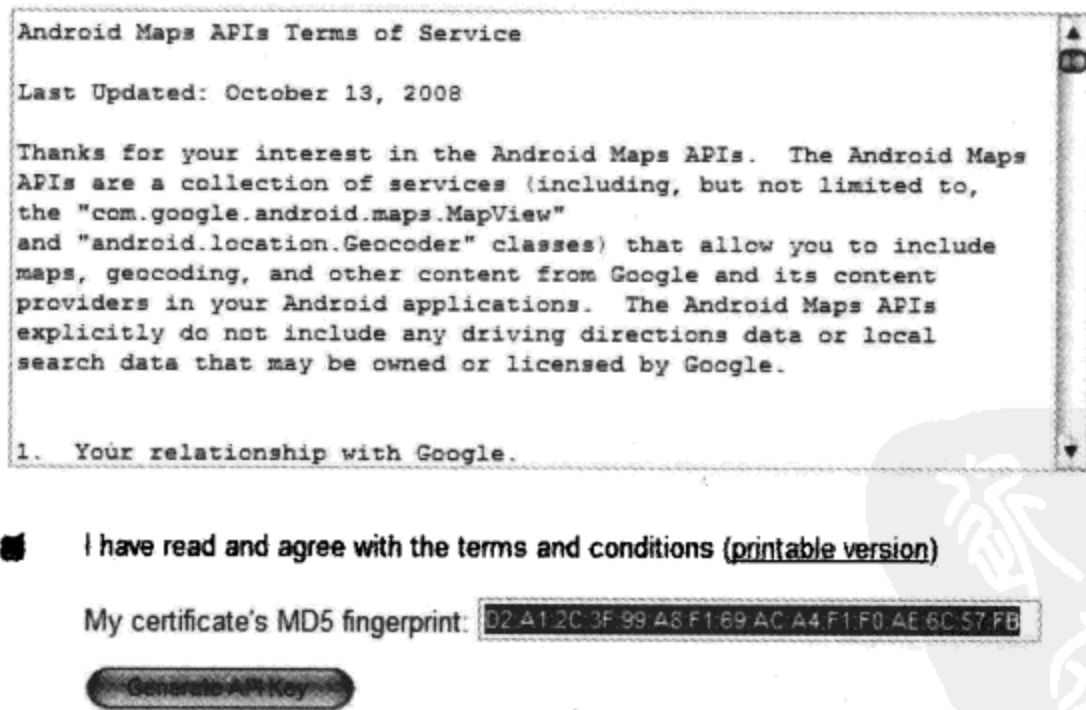 Android Maps APIs Terms of Service
Last Updated: October 13, 2008
Thanks for your interest in the Android Maps APIs.  The Android Maps
APIs are a collection of services (including, but not limited to,
the "com.google.android.maps.MapView"
and "android.location.Geocoder" classes) that allow you to include
maps, geocoding, and other content from Google and its content
providers in your Android applications.  The Android Maps APIs
explicitly do not include any driving directions data or local
search data that may be owned or licensed by Google.
1.  Your relationship with Google.
I have read and agree with the terms and conditions (printable version)
My certificate's MD5 fingerprint: D2:A1:2C:3F:99:A8:F1:69:AC:A4:F1:F0:AE:6C:57:FB
Generate API Key